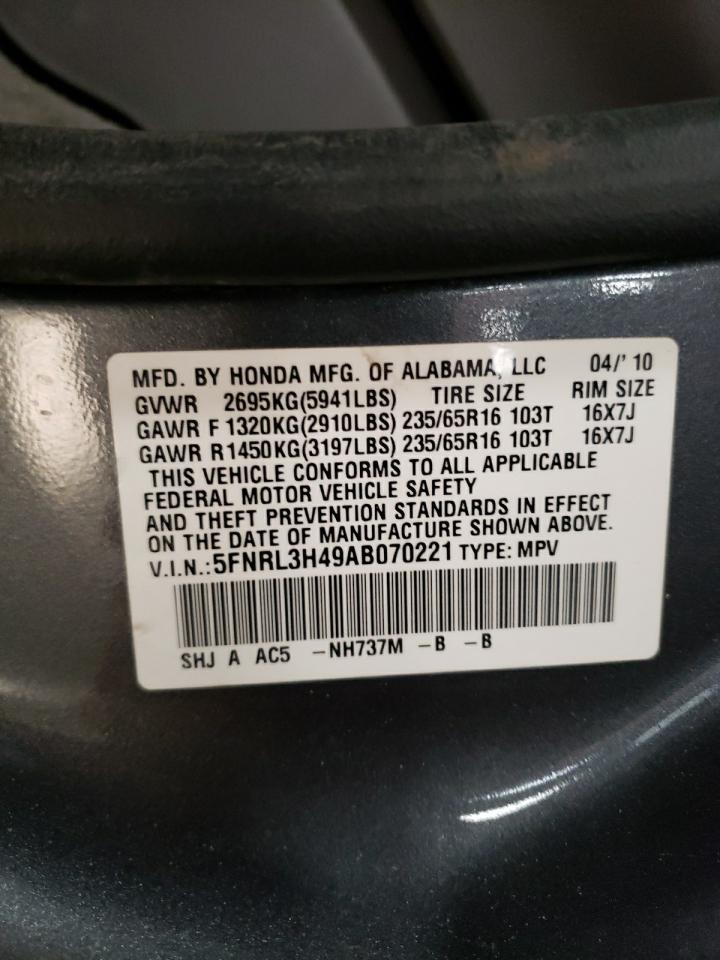 MFD. BY HONDA MFG. OF ALABAMA, LLC 04/'10
GVWR 2695KG(5941LBS) TIRE SIZE RIM SIZE
GAWR F 1320KG(2910LBS) 235/65R16 103T 16X7J
GAWR R1450KG(3197LBS) 235/65R16 103T 16X7J
THIS VEHICLE CONFORMS TO ALL APPLICABLE
FEDERAL MOTOR VEHICLE SAFETY
AND THEFT PREVENTION STANDARDS IN EFFECT
ON THE DATE OF MANUFACTURE SHOWN ABOVE.
V.I.N.:5FNRL3H49AB070221 TYPE: MPV
SHJ A AC5 -NH737M -B -B